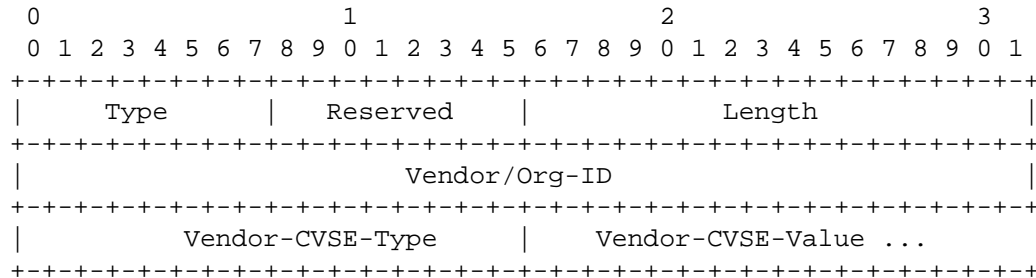 0                   1                   2                   3
 0 1 2 3 4 5 6 7 8 9 0 1 2 3 4 5 6 7 8 9 0 1 2 3 4 5 6 7 8 9 0 1
+-+-+-+-+-+-+-+-+-+-+-+-+-+-+-+-+-+-+-+-+-+-+-+-+-+-+-+-+-+-+-+-+
|     Type      |   Reserved    |            Length             |
+-+-+-+-+-+-+-+-+-+-+-+-+-+-+-+-+-+-+-+-+-+-+-+-+-+-+-+-+-+-+-+-+
|                        Vendor/Org-ID                          |
+-+-+-+-+-+-+-+-+-+-+-+-+-+-+-+-+-+-+-+-+-+-+-+-+-+-+-+-+-+-+-+-+
|          Vendor-CVSE-Type     |    Vendor-CVSE-Value ...
+-+-+-+-+-+-+-+-+-+-+-+-+-+-+-+-+-+-+-+-+-+-+-+-+-+-+-+-+-+-+-+-+